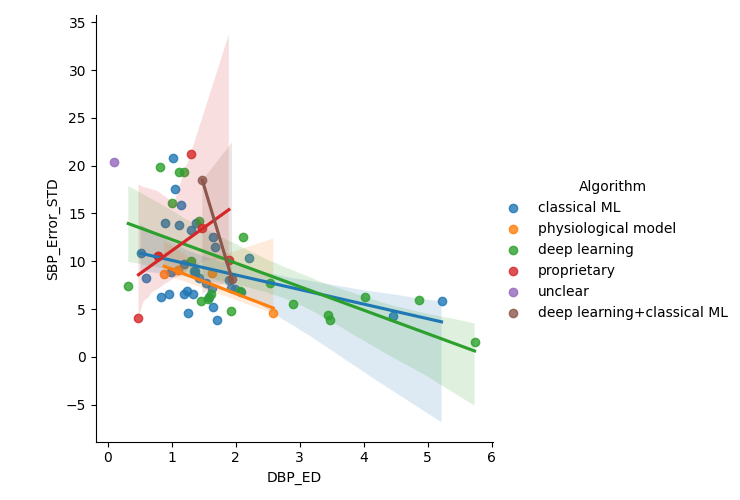 35
30
25
20
15
10
5
0
−5
SBP_Error_STD
0 1 2 3 4 5 6
DBP_ED
Algorithm
classical ML
physiological model
deep learning
proprietary
unclear
deep learning+classical ML